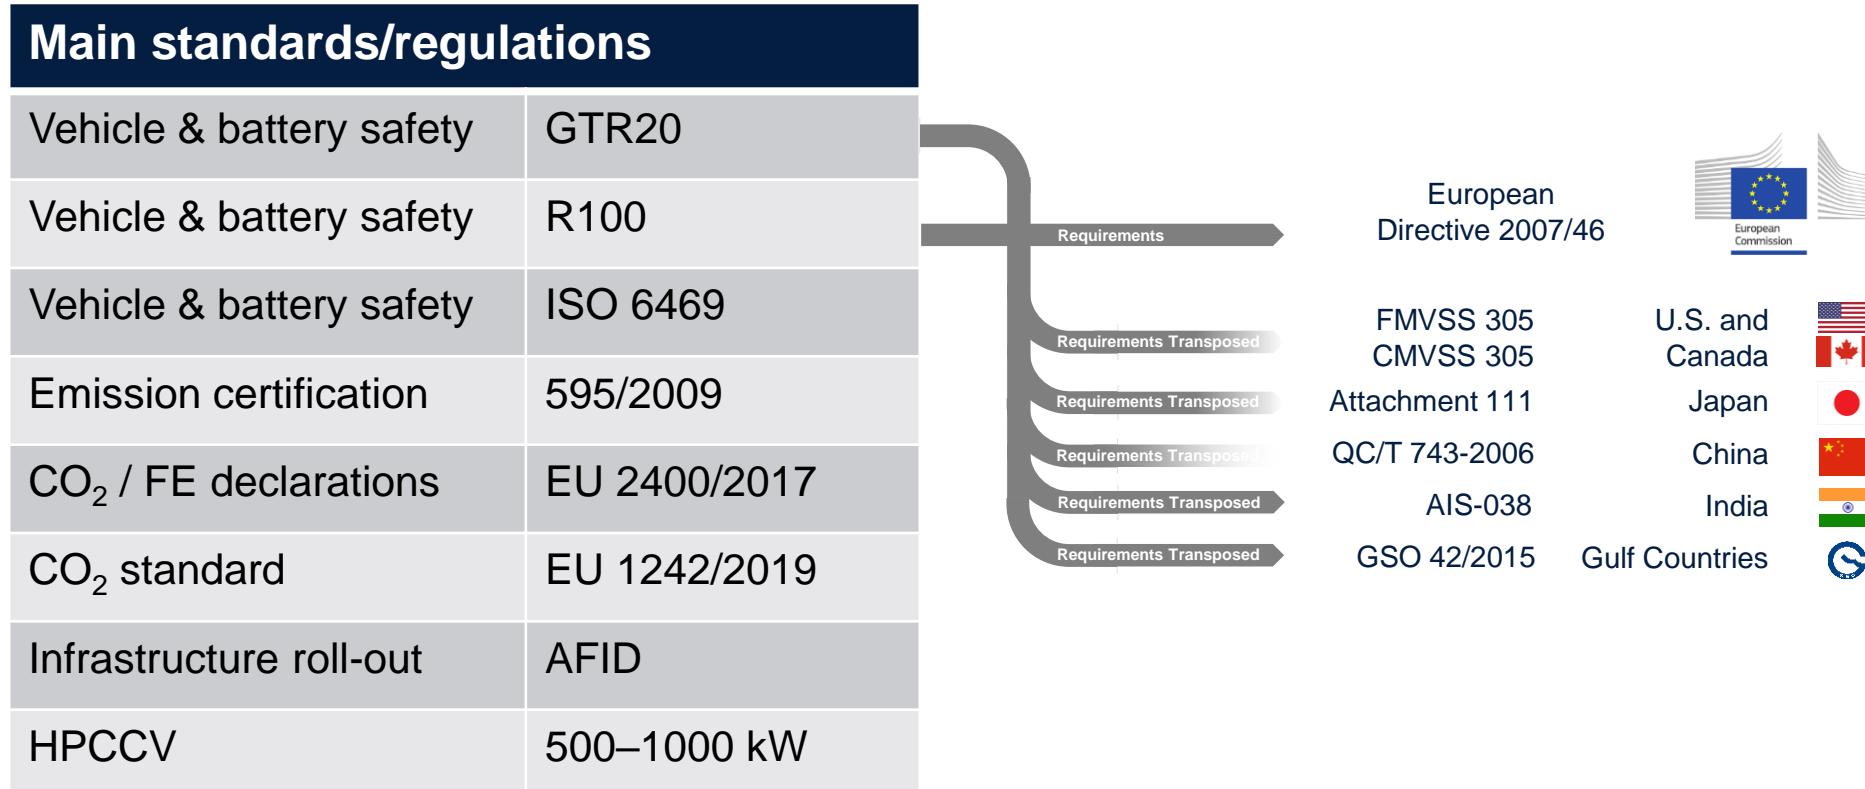 Main standards/regulations
Vehicle & battery safety GTR20
Vehicle & battery safety R100
Vehicle & battery safety ISO 6469
Emission certification 595/2009
CO₂ / FE declarations EU 2400/2017
CO₂ standard EU 1242/2019
Infrastructure roll-out AFID
HPCCV 500–1000 kW
Requirements
European
Directive 2007/46
European
Commission
Requirements Transposed
FMVSS 305 U.S. and
CMVSS 305 Canada
Requirements Transposed
Attachment 111 Japan
Requirements Transposed
QC/T 743-2006 China
Requirements Transposed
AIS-038 India
Requirements Transposed
GSO 42/2015 Gulf Countries